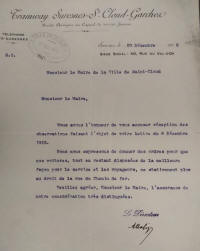 Tramway Suresnes-St Cloud-Garches
TÉLÉPHONE
Décembre
Monsieur le Maire de la Ville de Saint-Cloud
Monsieur le Maire,
Nous avons l'honneur de vous accuser réception des
observations faisant l'objet de votre Lettre du 8 Décembre
Nous nous empressons de donner des ordres pour que
nos voitures, tout en restant disposées de la meilleure
façon pour le service et les voyageurs, ne stationnent plus
au droit de la rue du Chemin de fer.
Veuillez agréer, Monsieur le Maire, l'assurance de
notre considération très distinguée.
Le Directeur